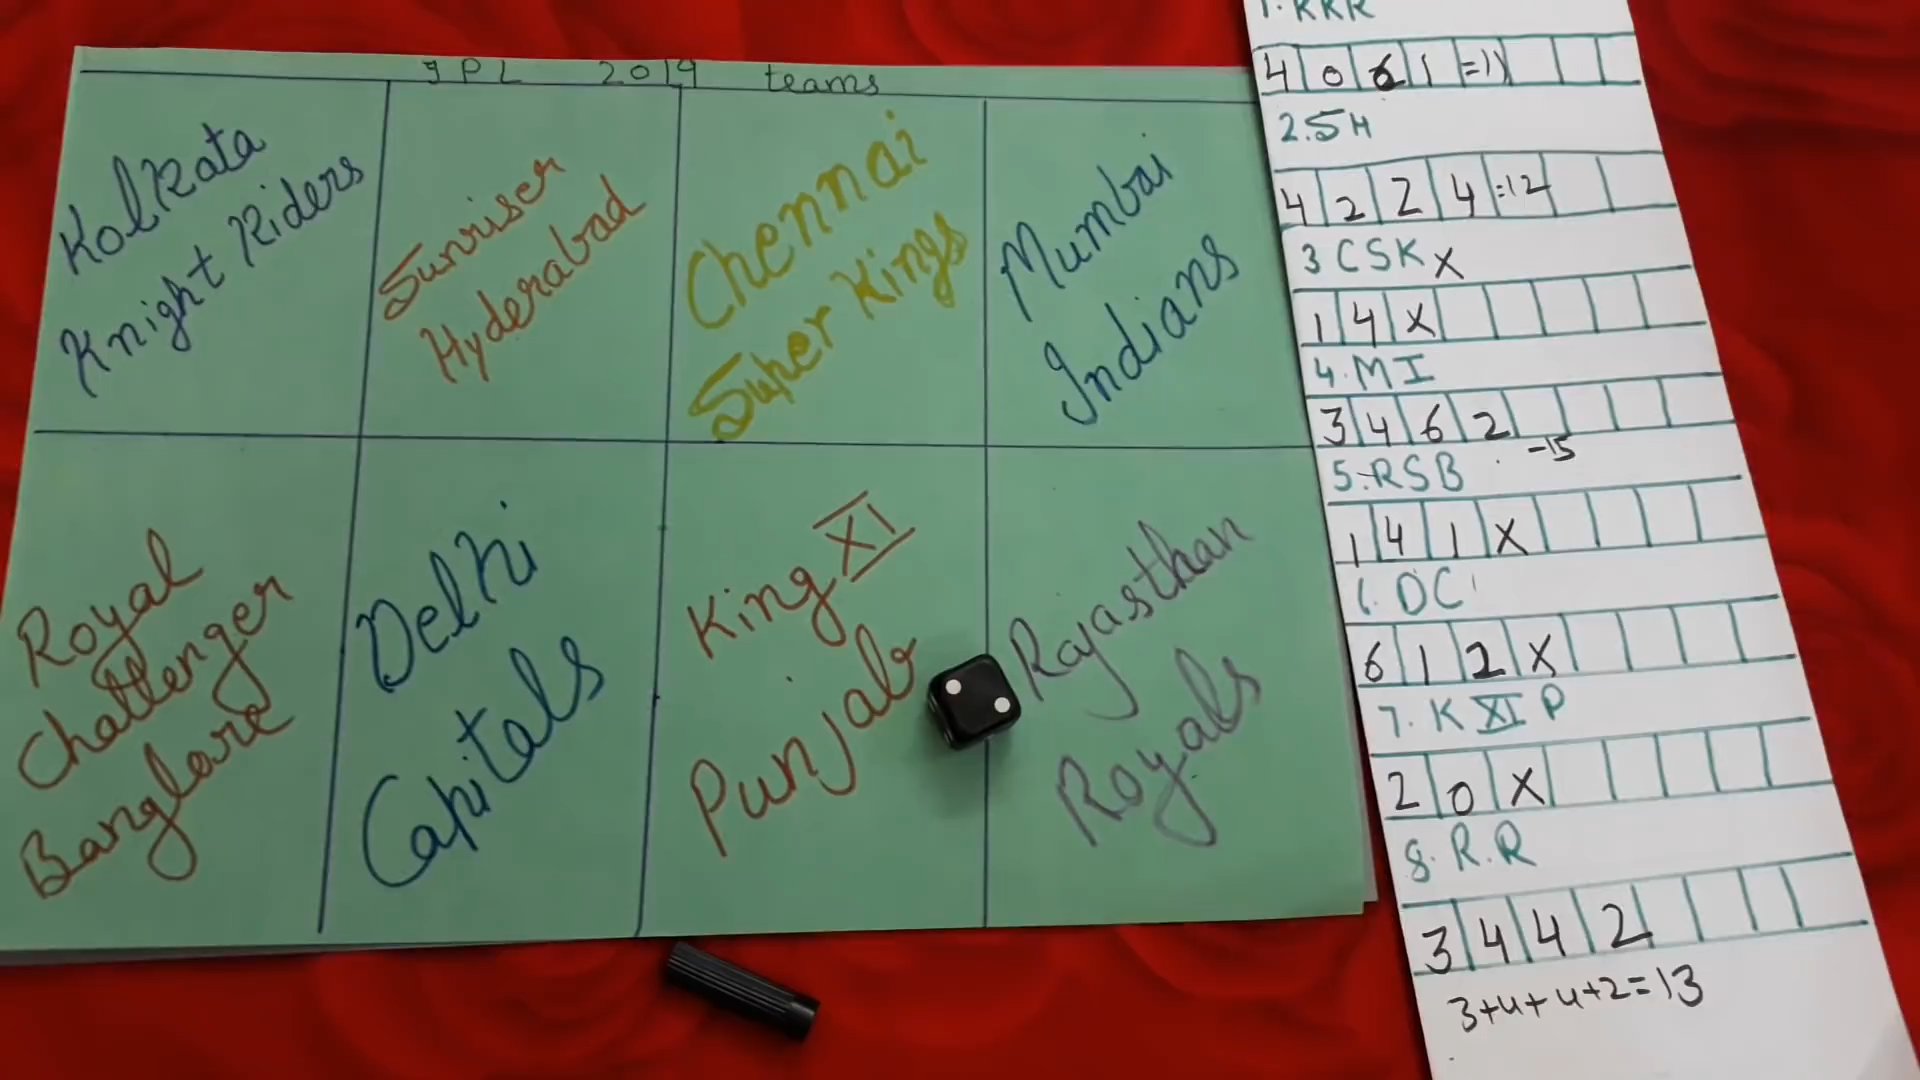 IPL 2019 teams
Kolkata
Knight Riders
Sunriser
Hyderabad
Chennai
Super Kings
Mumbai
Indians
Royal
Challenger
Banglore
Delhi
Capitals
King XI
Punjab
Rajasthan
Royals
1. KKR
4 0 6 1 =11
2. SH
4 2 2 4 =12
3 CSK X
1 4 X
4. MI
3 4 6 2
-15
5. RSB
1 4 1 X
6. DC
6 1 2 X
7. K XI P
2 0 X
8. R.R
3 4 4 2
3+4+4+2=13